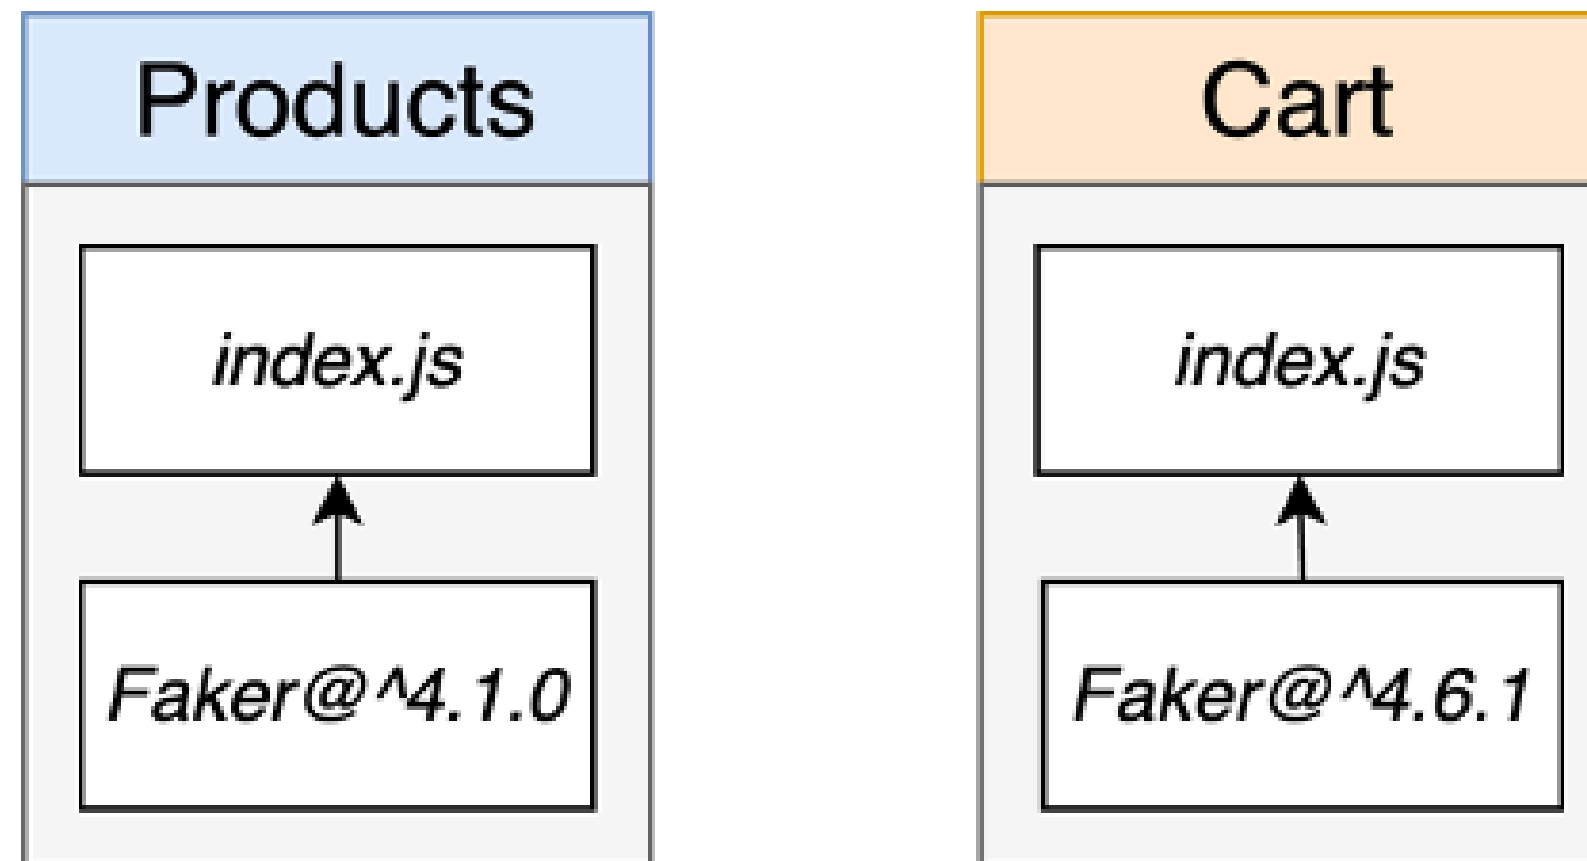 Products
index.js
Faker@^4.1.0
Cart
index.js
Faker@^4.6.1